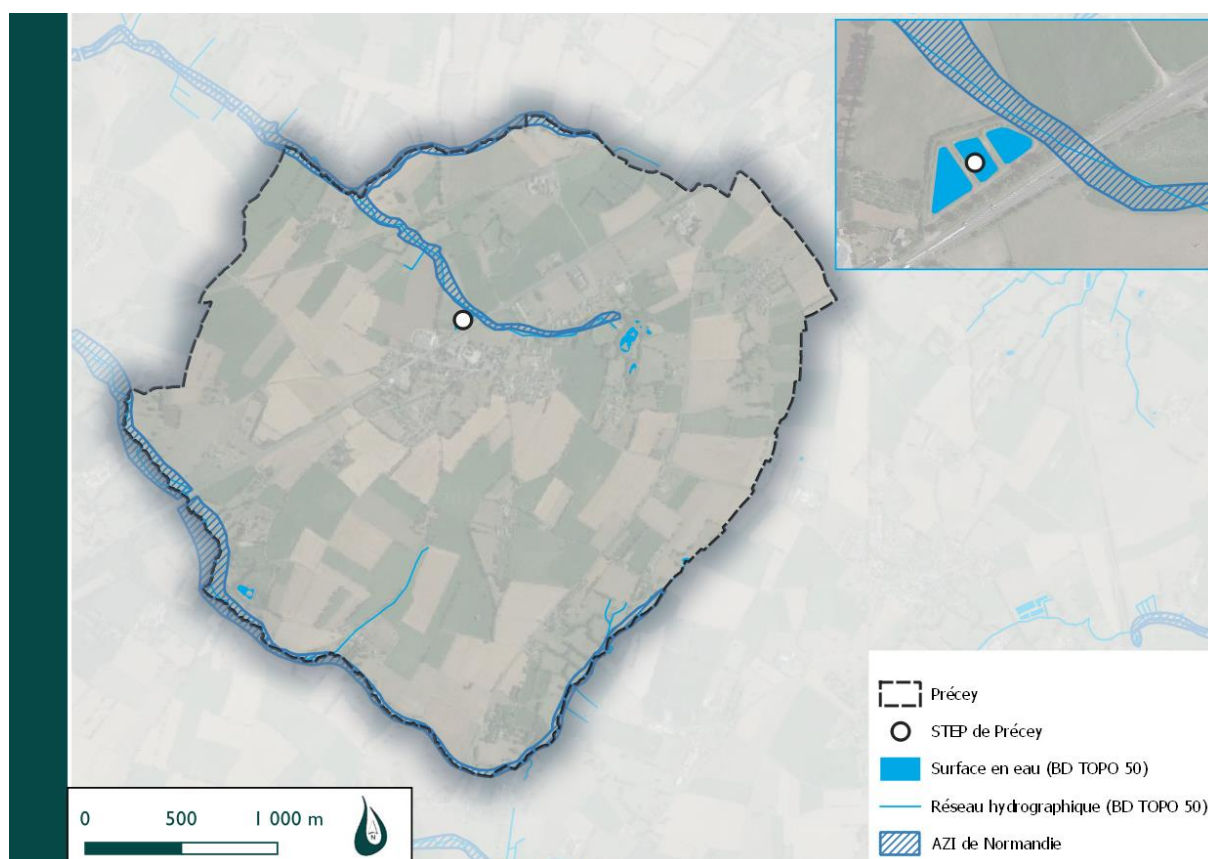 Précey
STEP de Précey
Surface en eau (BD TOPO 50)
Réseau hydrographique (BD TOPO 50)
AZI de Normandie
0 500 1 000 m
N